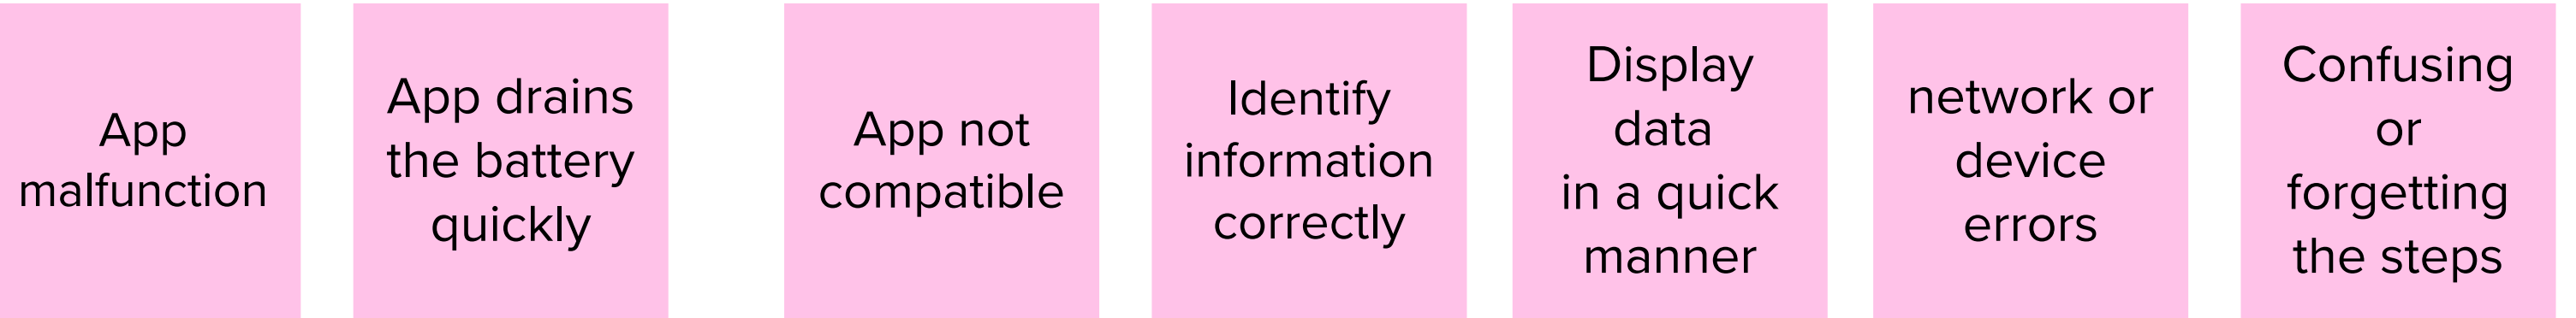 App
malfunction
App drains
the battery
quickly
App not
compatible
Identify
information
correctly
Display
data
in a quick
manner
network or
device
errors
Confusing
or
forgetting
the steps